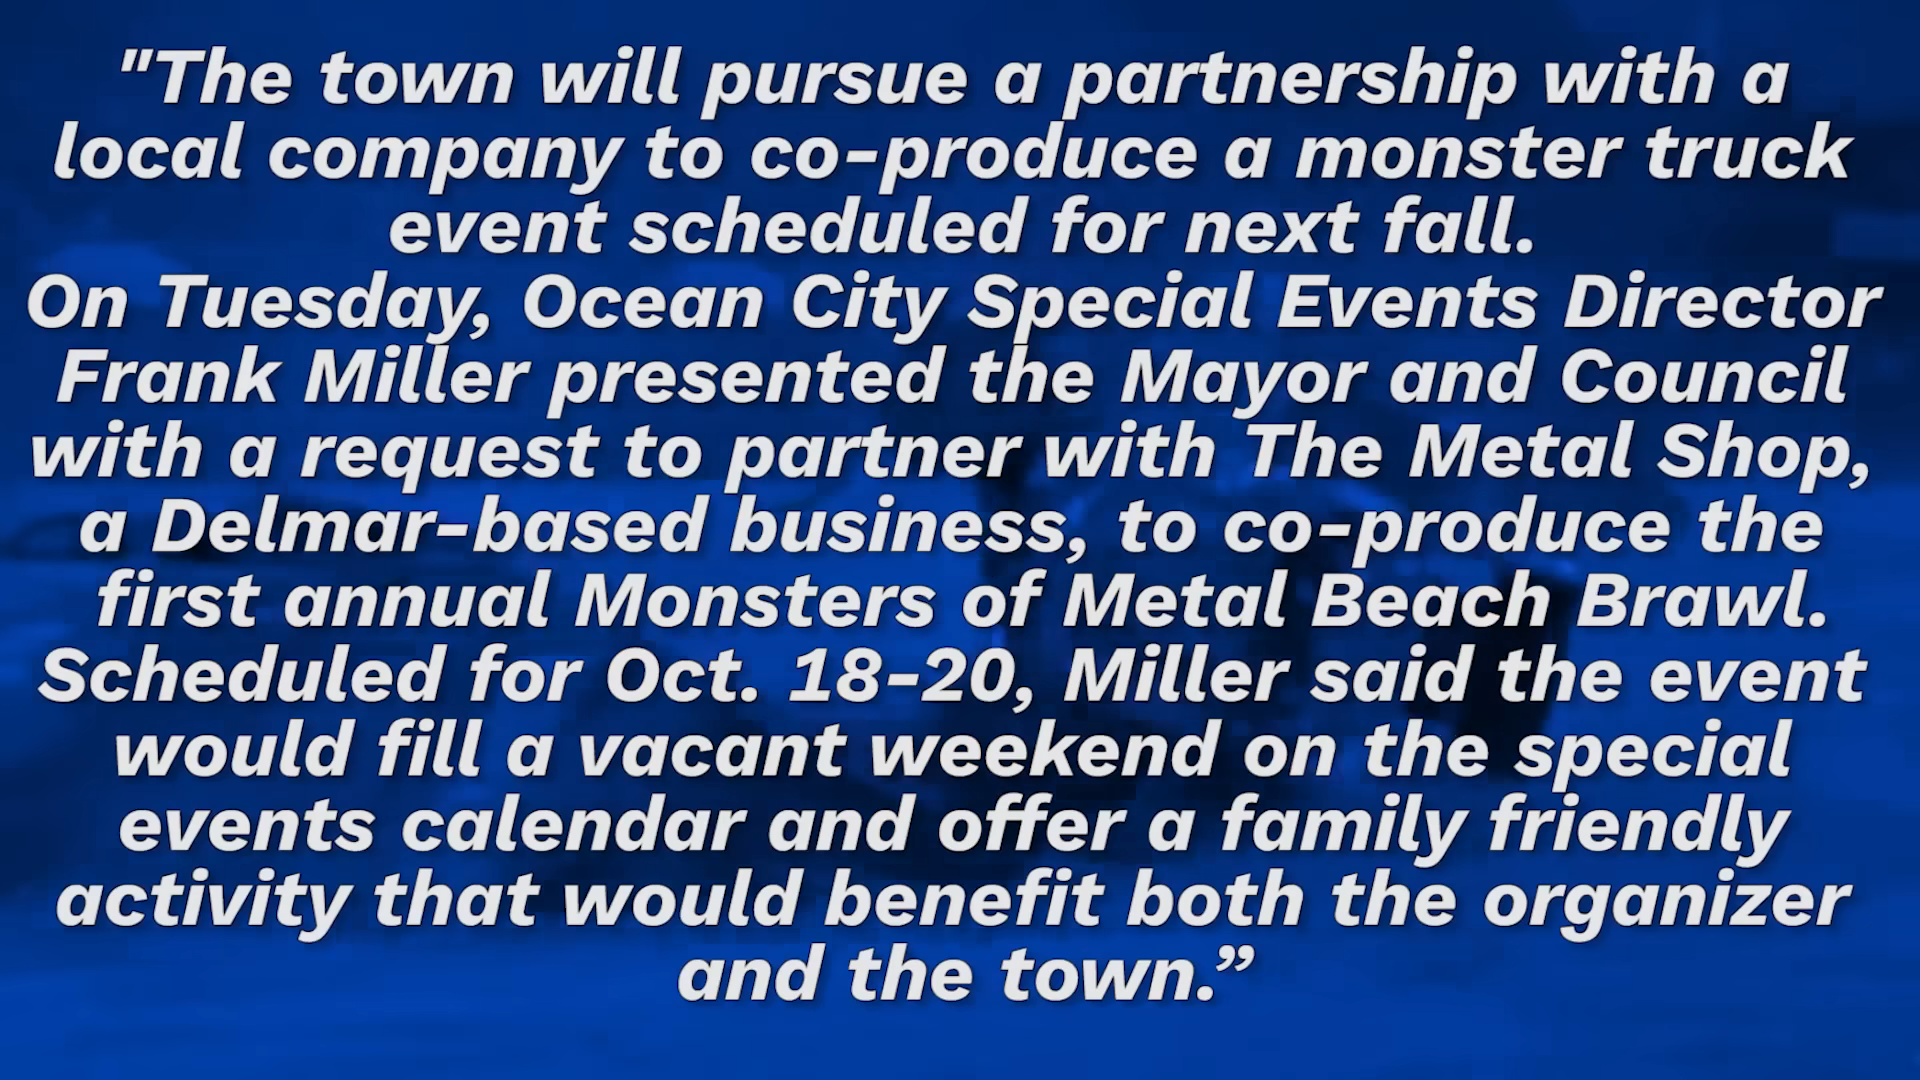 "The town will pursue a partnership with a
local company to co-produce a monster truck
event scheduled for next fall.
On Tuesday, Ocean City Special Events Director
Frank Miller presented the Mayor and Council
with a request to partner with The Metal Shop,
a Delmar-based business, to co-produce the
first annual Monsters of Metal Beach Brawl.
Scheduled for Oct. 18-20, Miller said the event
would fill a vacant weekend on the special
events calendar and offer a family friendly
activity that would benefit both the organizer
and the town.”